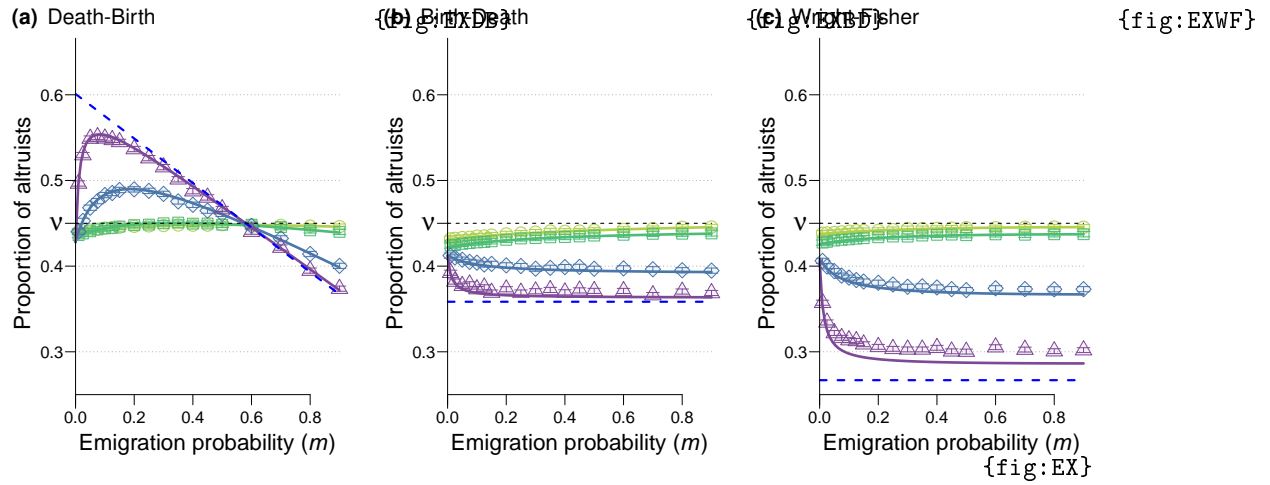 (a) Death-Birth
{fig:EXDB}
(b) Birth-Death
{fig:EXBD}
(c) Wright-Fisher
{fig:EXWF}
Proportion of altruists
0.6
0.5
ν
0.4
0.3
0.0 0.2 0.4 0.6 0.8
Emigration probability (m)
Proportion of altruists
0.6
0.5
ν
0.4
0.3
0.0 0.2 0.4 0.6 0.8
Emigration probability (m)
Proportion of altruists
0.6
0.5
ν
0.4
0.3
0.0 0.2 0.4 0.6 0.8
Emigration probability (m)
{fig:EX}